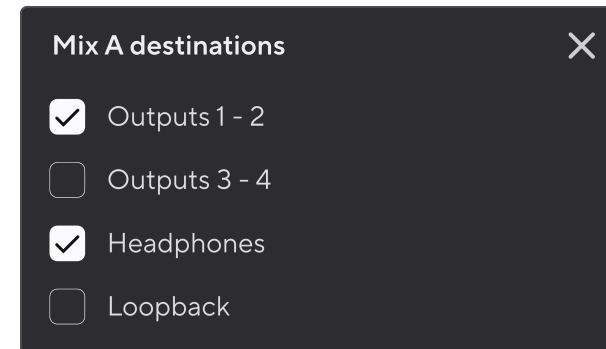 Mix A destinations
Outputs 1 - 2
Outputs 3 - 4
Headphones
Loopback